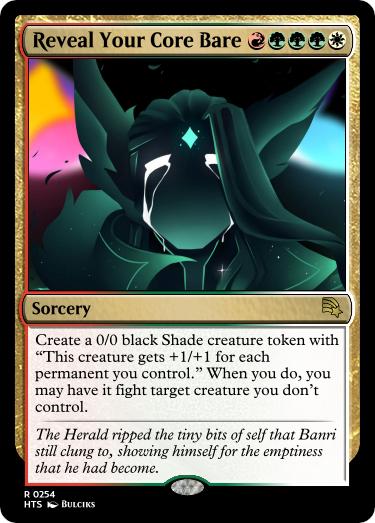 Reveal Your Core Bare
Sorcery
Create a 0/0 black Shade creature token with
“This creature gets +1/+1 for each
permanent you control.” When you do, you
may have it fight target creature you don’t
control.
The Herald ripped the tiny bits of self that Banri
still clung to, showing himself for the emptiness
that he had become.
R 0254
HTS Bulciks